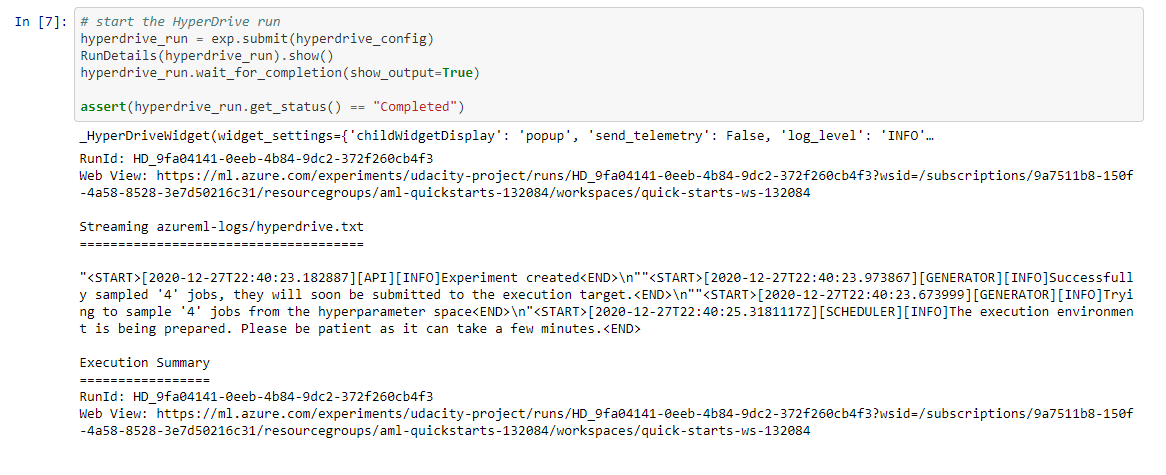 In [7]:
# start the HyperDrive run
hyperdrive_run = exp.submit(hyperdrive_config)
RunDetails(hyperdrive_run).show()
hyperdrive_run.wait_for_completion(show_output=True)
assert(hyperdrive_run.get_status() == "Completed")
_HyperDriveWidget(widget_settings={'childWidgetDisplay': 'popup', 'send_telemetry': False, 'log_level': 'INFO'…
RunId: HD_9fa04141-0eeb-4b84-9dc2-372f260cb4f3
Web View: https://ml.azure.com/experiments/udacity-project/runs/HD_9fa04141-0eeb-4b84-9dc2-372f260cb4f3?wsid=/subscriptions/9a7511b8-150f
-4a58-8528-3e7d50216c31/resourcegroups/aml-quickstarts-132084/workspaces/quick-starts-ws-132084
Streaming azureml-logs/hyperdrive.txt
=====================================
"<START>[2020-12-27T22:40:23.182887][API][INFO]Experiment created<END>\n""<START>[2020-12-27T22:40:23.973867][GENERATOR][INFO]Successfull
y sampled '4' jobs, they will soon be submitted to the execution target.<END>\n""<START>[2020-12-27T22:40:23.673999][GENERATOR][INFO]Tryi
ng to sample '4' jobs from the hyperparameter space<END>\n"<START>[2020-12-27T22:40:25.3181117Z][SCHEDULER][INFO]The execution environmen
t is being prepared. Please be patient as it can take a few minutes.<END>
Execution Summary
=================
RunId: HD_9fa04141-0eeb-4b84-9dc2-372f260cb4f3
Web View: https://ml.azure.com/experiments/udacity-project/runs/HD_9fa04141-0eeb-4b84-9dc2-372f260cb4f3?wsid=/subscriptions/9a7511b8-150f
-4a58-8528-3e7d50216c31/resourcegroups/aml-quickstarts-132084/workspaces/quick-starts-ws-132084